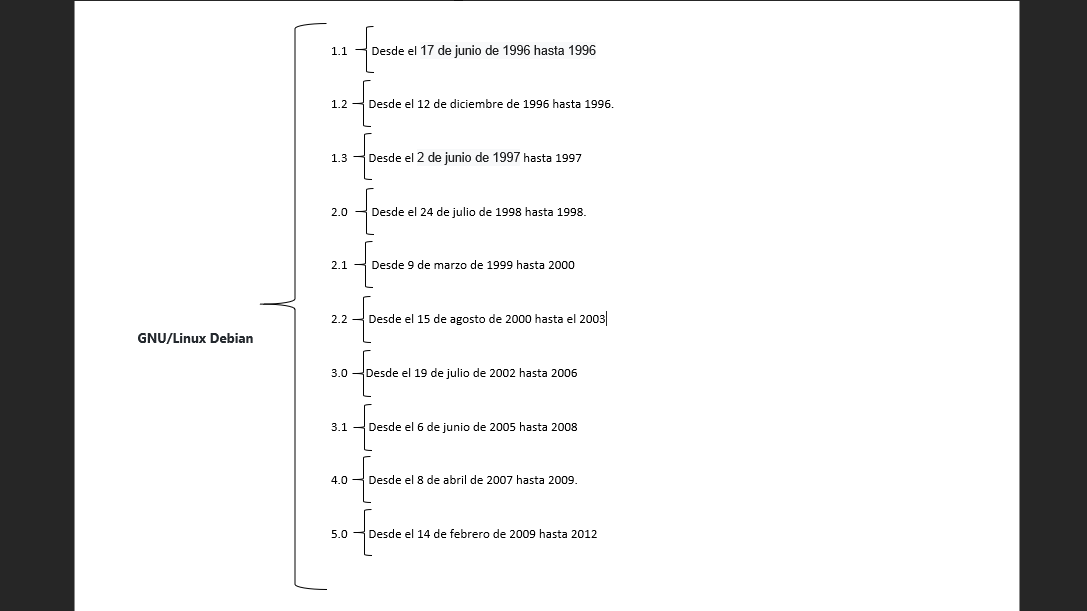 1.1 Desde el 17 de junio de 1996 hasta 1996
1.2 Desde el 12 de diciembre de 1996 hasta 1996.
1.3 Desde el 2 de junio de 1997 hasta 1997
2.0 Desde el 24 de julio de 1998 hasta 1998.
2.1 Desde 9 de marzo de 1999 hasta 2000
2.2 Desde el 15 de agosto de 2000 hasta el 2003
GNU/Linux Debian
3.0 Desde el 19 de julio de 2002 hasta 2006
3.1 Desde el 6 de junio de 2005 hasta 2008
4.0 Desde el 8 de abril de 2007 hasta 2009.
5.0 Desde el 14 de febrero de 2009 hasta 2012